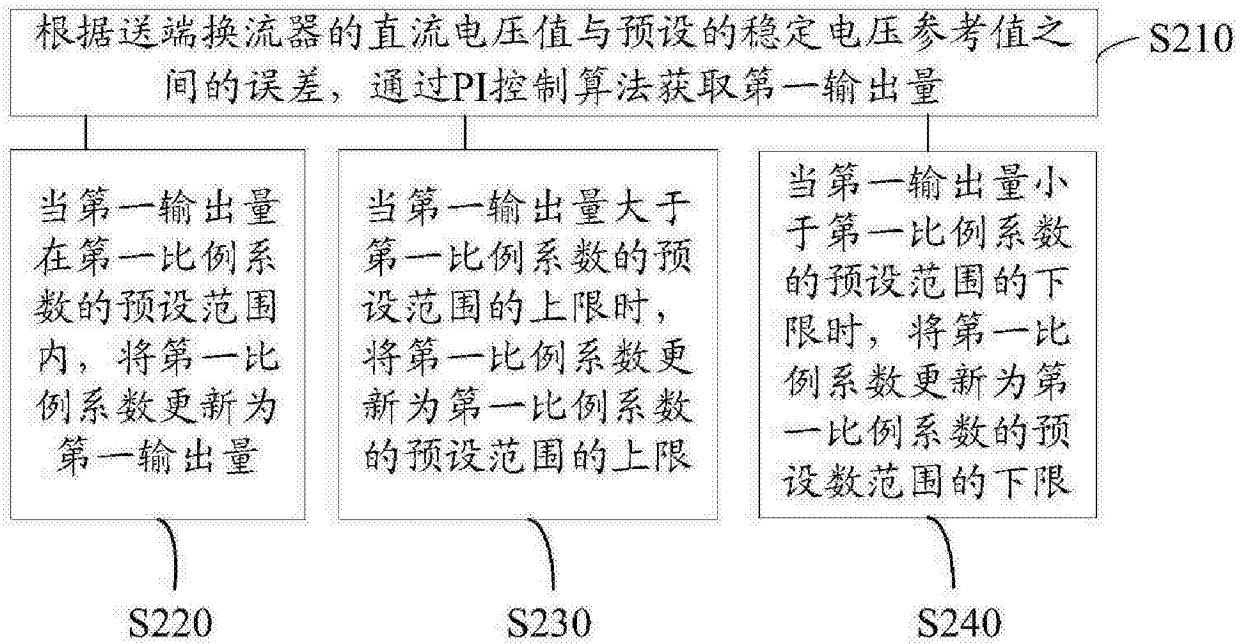 根据送端换流器的直流电压值与预设的稳定电压参考值之
间的误差，通过PI控制算法获取第一输出量
S210
当第一输出量
在第一比例系
数的预设范围
内，将第一比
例系数更新为
第一输出量
当第一输出量大于
第一比例系数的预
设范围的上限时，
将第一比例系数更
新为第一比例系数
的预设范围的上限
当第一输出量小
于第一比例系数
的预设范围的下
限时，将第一比
例系数更新为第
一比例系数的预
设数范围的下限
S220
S230
S240